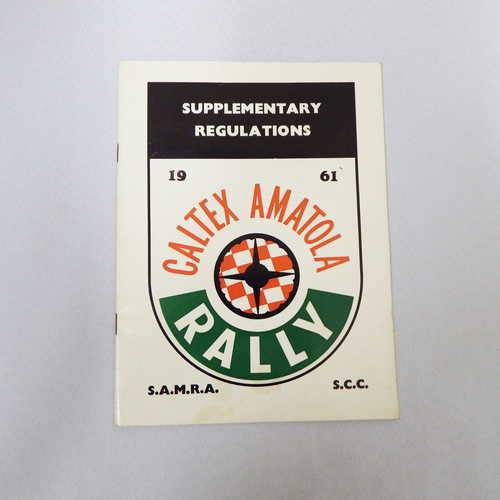 SUPPLEMENTARY
REGULATIONS
19 61
CALTEX AMATOLA
RALLY
S.A.M.R.A. S.C.C.